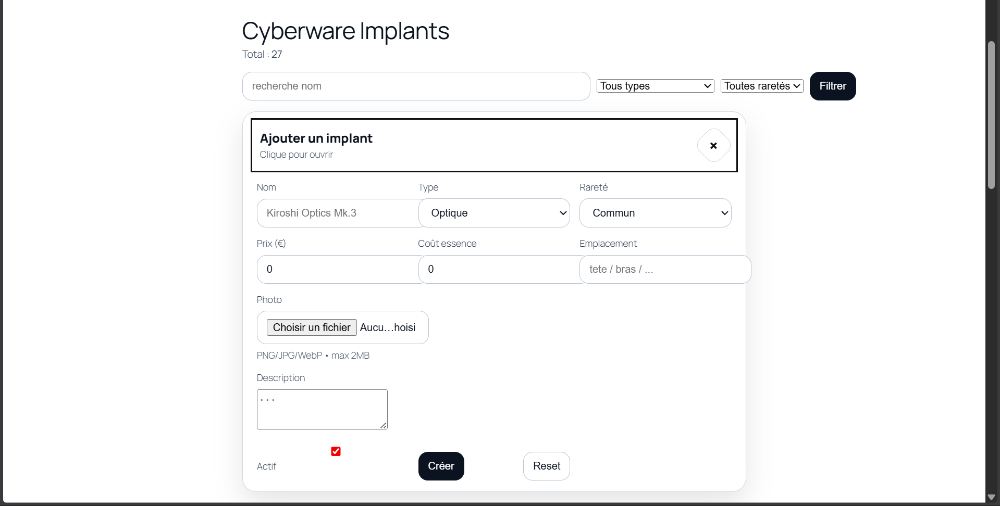 Cyberware Implants
Total : 27
recherche nom
Tous types
Toutes raretés
Filtrer
Ajouter un implant
Clique pour ouvrir
×
Nom
Type
Rareté
Kiroshi Optics Mk.3
Optique
Commun
Prix (€)
Coût essence
Emplacement
0
0
tete / bras / ...
Photo
Choisir un fichier
Aucu…hoisi
PNG/JPG/WebP • max 2MB
Description
...
Actif
Créer
Reset